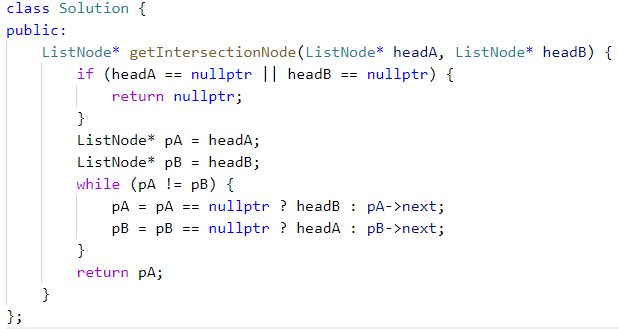 class Solution {
public:
    ListNode* getIntersectionNode(ListNode* headA, ListNode* headB) {
        if (headA == nullptr || headB == nullptr) {
            return nullptr;
        }
        ListNode* pA = headA;
        ListNode* pB = headB;
        while (pA != pB) {
            pA = pA == nullptr ? headB : pA->next;
            pB = pB == nullptr ? headA : pB->next;
        }
        return pA;
    }
};